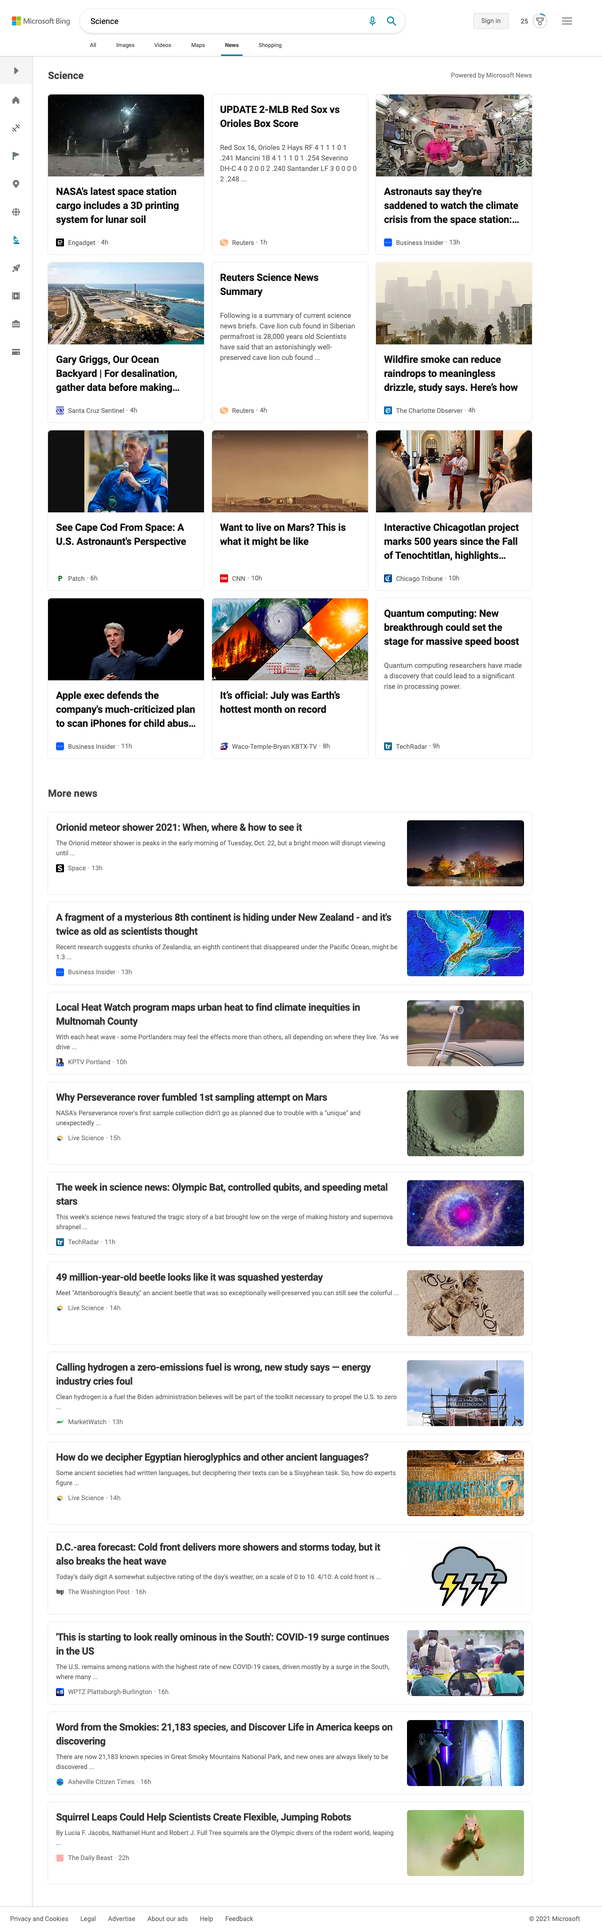 Microsoft Bing
Science
Sign in
25
All
Images
Videos
Maps
News
Shopping
Science
Powered by Microsoft News
NASA's latest space station
cargo includes a 3D printing
system for lunar soil
Engadget · 4h
UPDATE 2-MLB Red Sox vs
Orioles Box Score
Red Sox 16, Orioles 2 Hays RF 4 1 1 1 0 1
.241 Mancini 1B 4 1 1 1 0 1 .254 Severino
DH-C 4 0 2 0 0 2 .240 Santander LF 3 0 0 0 0
2 .248 ...
Reuters · 1h
Astronauts say they're
saddened to watch the climate
crisis from the space station:...
Business Insider · 13h
Gary Griggs, Our Ocean
Backyard | For desalination,
gather data before making...
Santa Cruz Sentinel · 4h
Reuters Science News
Summary
Following is a summary of current science
news briefs. Cave lion cub found in Siberian
permafrost is 28,000 years old Scientists
have said that an astonishingly well-
preserved cave lion cub found ...
Reuters · 4h
Wildfire smoke can reduce
raindrops to meaningless
drizzle, study says. Here's how
The Charlotte Observer · 4h
See Cape Cod From Space: A
U.S. Astronaut's Perspective
Patch · 6h
Want to live on Mars? This is
what it might be like
CNN · 10h
Interactive Chicagotlan project
marks 500 years since the Fall
of Tenochtitlan, highlights...
Chicago Tribune · 10h
Apple exec defends the
company's much-criticized plan
to scan iPhones for child abus...
Business Insider · 11h
It's official: July was Earth's
hottest month on record
Waco-Temple-Bryan KBTX-TV · 8h
Quantum computing: New
breakthrough could set the
stage for massive speed boost
Quantum computing researchers have made
a discovery that could lead to a significant
rise in processing power.
TechRadar · 9h
More news
Orionid meteor shower 2021: When, where & how to see it
The Orionid meteor shower is peaks in the early morning of Tuesday, Oct. 22, but a bright moon will disrupt viewing
until ...
Space · 13h
A fragment of a mysterious 8th continent is hiding under New Zealand - and it's
twice as old as scientists thought
Recent research suggests chunks of Zealandia, an eighth continent that disappeared under the Pacific Ocean, might be
1.3 ...
Business Insider · 13h
Local Heat Watch program maps urban heat to find climate inequities in
Multnomah County
With each heat wave - some Portlanders may feel the effects more than others, all depending on where they live. "As we
drive ...
KPTV Portland · 10h
Why Perseverance rover fumbled 1st sampling attempt on Mars
NASA's Perseverance rover's first sample collection didn't go as planned due to trouble with a "unique" and
unexpectedly ...
Live Science · 15h
The week in science news: Olympic Bat, controlled qubits, and speeding metal
stars
This week's science news featured the tragic story of a bat brought low on the verge of making history and supernova
shrapnel ...
TechRadar · 11h
49 million-year-old beetle looks like it was squashed yesterday
Meet "Attenborough's Beauty," an ancient beetle that was so exceptionally well-preserved you can still see the colorful ...
Live Science · 14h
Calling hydrogen a zero-emissions fuel is wrong, new study says — energy
industry cries foul
Clean hydrogen is a fuel the Biden administration believes will be part of the toolkit necessary to propel the U.S. to zero
...
MarketWatch · 13h
How do we decipher Egyptian hieroglyphics and other ancient languages?
Some ancient societies had written languages, but deciphering their texts can be a Sisyphean task. So, how do experts
figure ...
Live Science · 14h
D.C.-area forecast: Cold front delivers more showers and storms today, but it
also breaks the heat wave
Today's daily digit A somewhat subjective rating of the day's weather, on a scale of 0 to 10. 4/10: A cold front is ...
The Washington Post · 16h
'This is starting to look really ominous in the South': COVID-19 surge continues
in the US
The U.S. remains among nations with the highest rate of new COVID-19 cases, driven mostly by a surge in the South,
where many ...
WPTZ Plattsburgh-Burlington · 16h
Word from the Smokies: 21,183 species, and Discover Life in America keeps on
discovering
There are now 21,183 known species in Great Smoky Mountains National Park, and new ones are always likely to be
discovered ...
Asheville Citizen Times · 16h
Squirrel Leaps Could Help Scientists Create Flexible, Jumping Robots
By Lucia F. Jacobs, Nathaniel Hunt and Robert J. Full Tree squirrels are the Olympic divers of the rodent world, leaping
...
The Daily Beast · 22h
Privacy and Cookies
Legal
Advertise
About our ads
Help
Feedback
© 2021 Microsoft